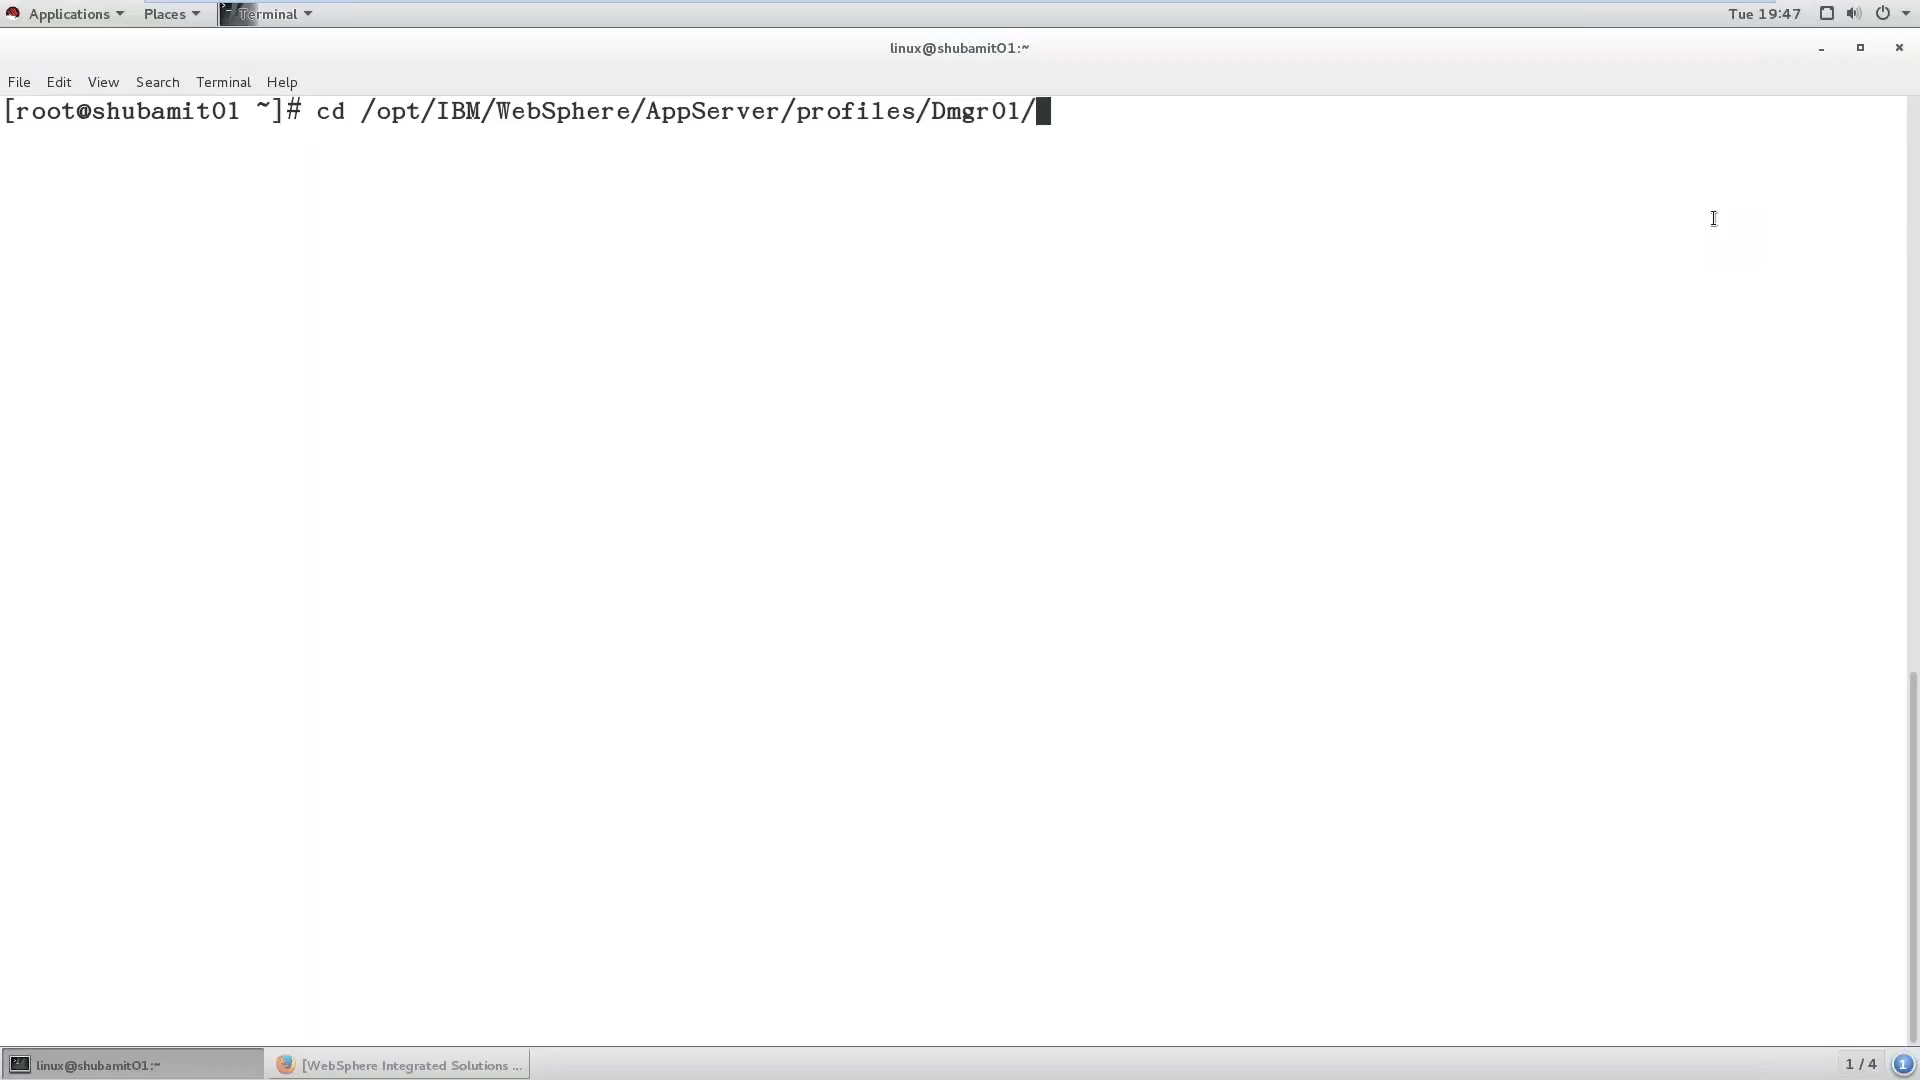 Applications Places Terminal Tue 19:47
linux@shubamit01:~
File Edit View Search Terminal Help
[root@shubamit01 ~]# cd /opt/IBM/WebSphere/AppServer/profiles/Dmgr01/
linux@shubamit01:~ [WebSphere Integrated Solutions ... 1 / 4 1